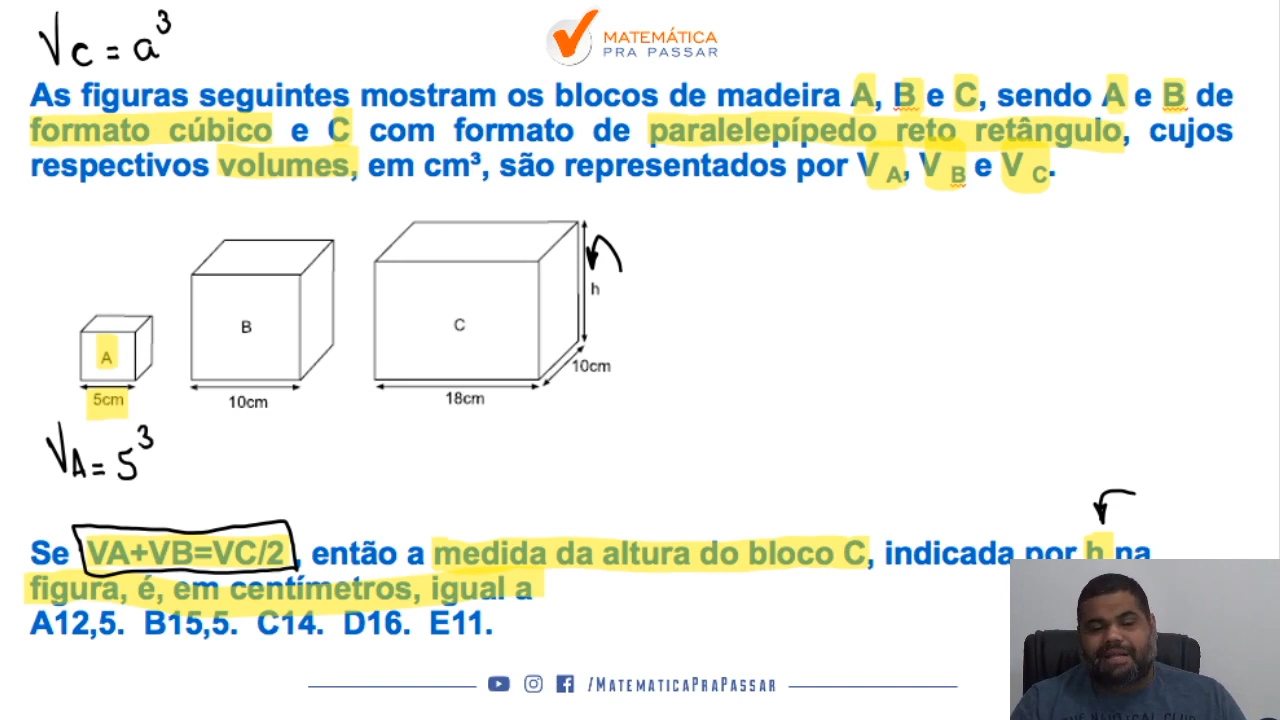 Vc = a³
MATEMÁTICA
PRA PASSAR
As figuras seguintes mostram os blocos de madeira A, B e C, sendo A e B de
formato cúbico e C com formato de paralelepípedo reto retângulo, cujos
respectivos volumes, em cm³, são representados por V A, V B e V C.
A
5cm
B
10cm
C
18cm
10cm
h
VA = 5³
Se VA+VB=VC/2 , então a medida da altura do bloco C, indicada por h na
figura, é, em centímetros, igual a
A12,5. B15,5. C14. D16. E11.
/MATEMATICAPRAPASSAR